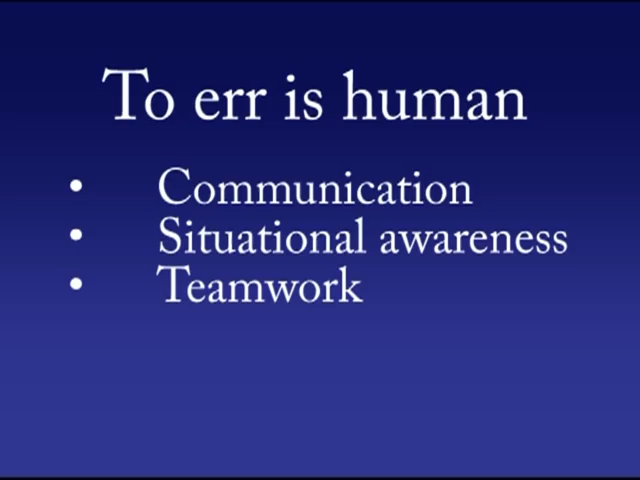 To err is human
• Communication
• Situational awareness
• Teamwork